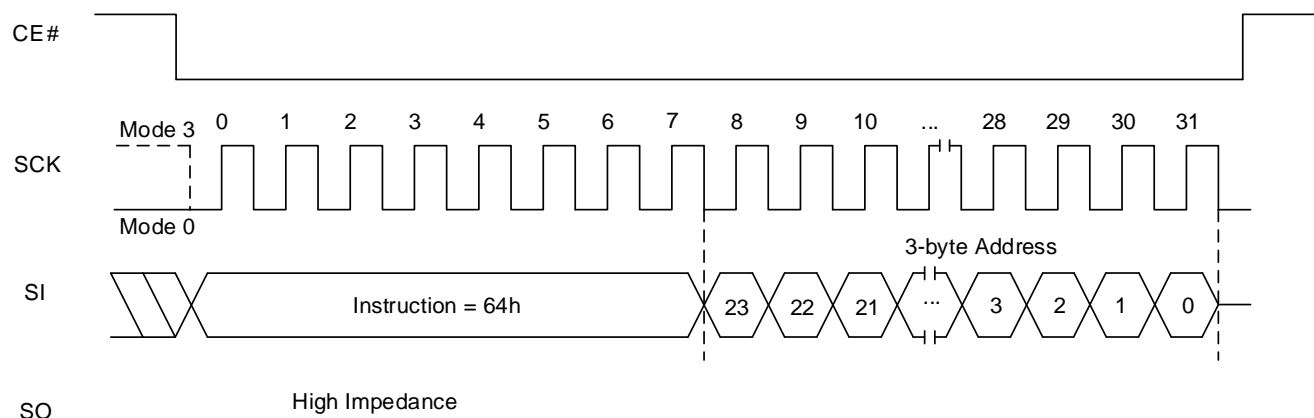 CE#
Mode 3 0 1 2 3 4 5 6 7 8 9 10 ... 28 29 30 31
SCK
Mode 0
3-byte Address
SI Instruction = 64h 23 22 21 ... 3 2 1 0
High Impedance
SO